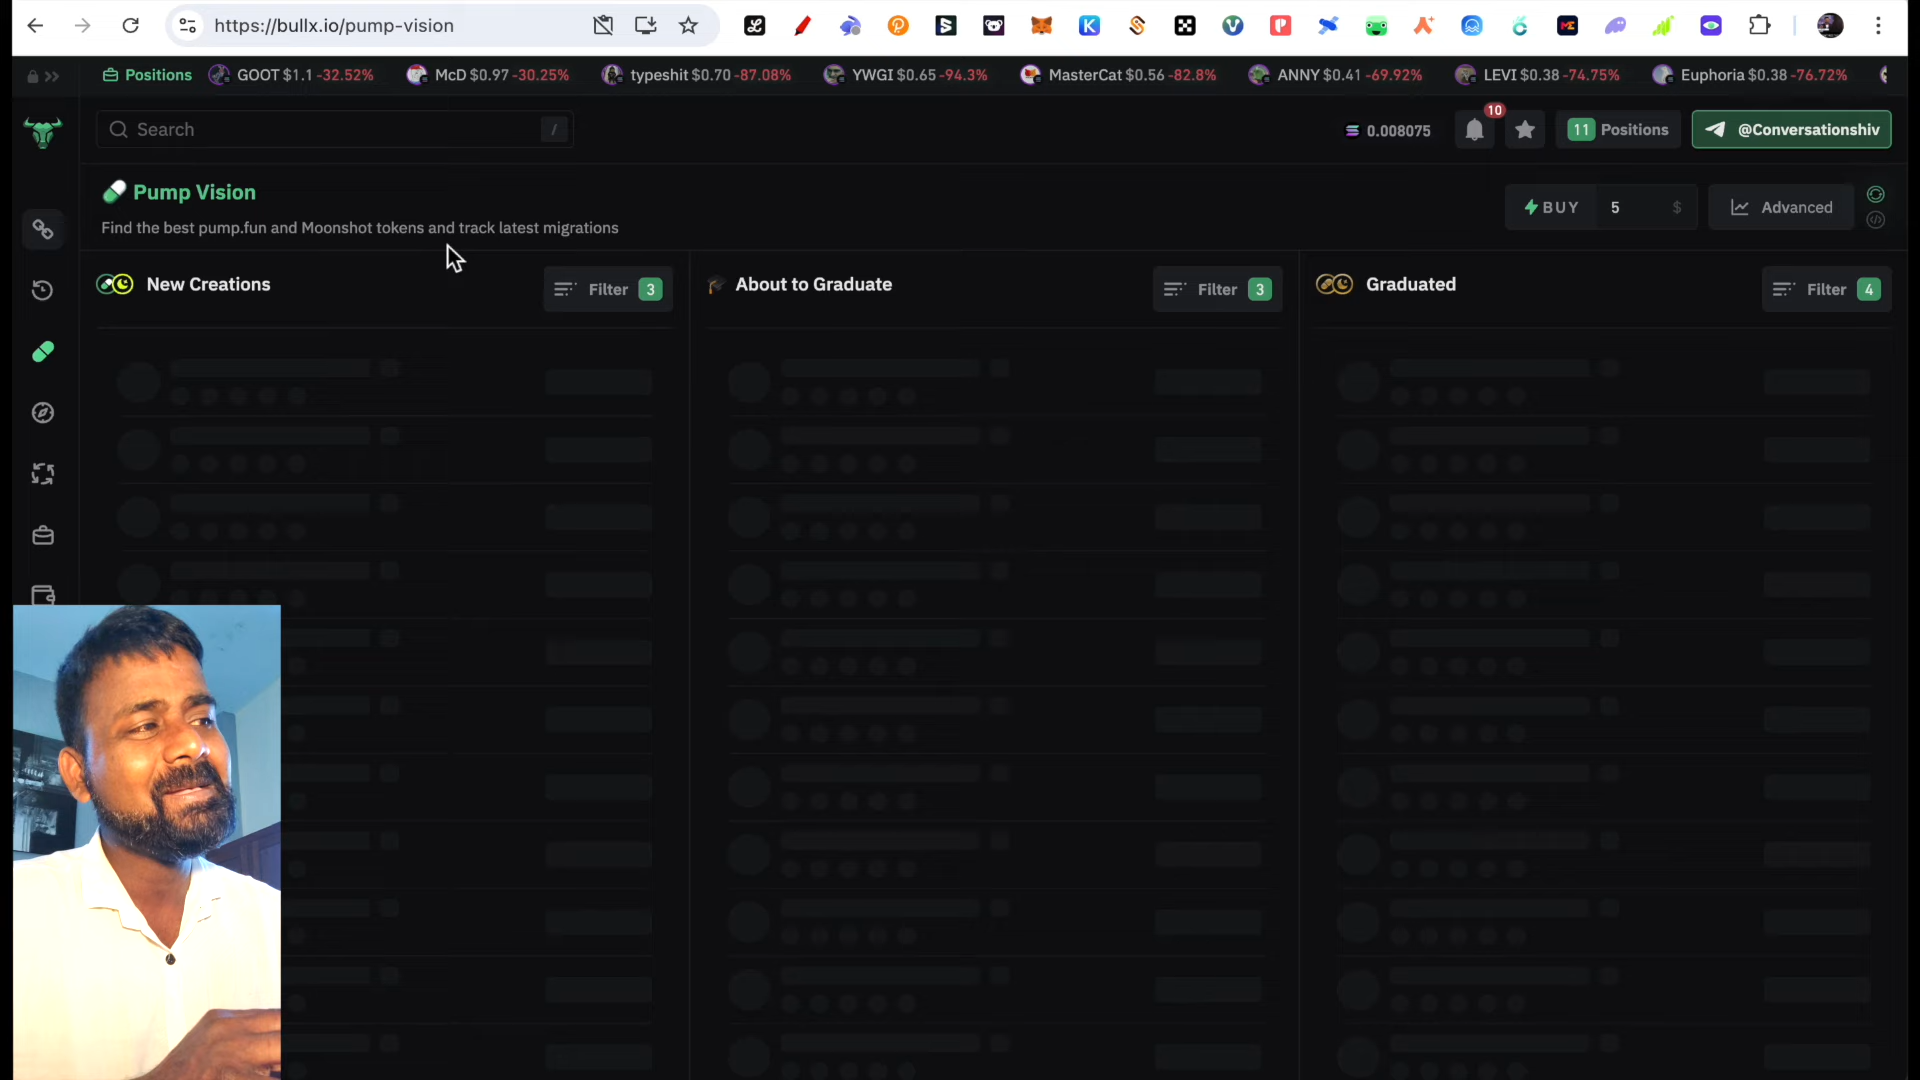 https://bullx.io/pump-vision
Positions GOOT $1.1 -32.52% McD $0.97 -30.25% typeshit $0.70 -87.08% YWGI $0.65 -94.3% MasterCat $0.56 -82.8% ANNY $0.41 -69.92% LEVI $0.38 -74.75% Euphoria $0.38 -76.72%
Search / 0.008075 10 11 Positions @Conversationshiv
Pump Vision
Find the best pump.fun and Moonshot tokens and track latest migrations
BUY 5 $ Advanced
New Creations Filter 3
About to Graduate Filter 3
Graduated Filter 4